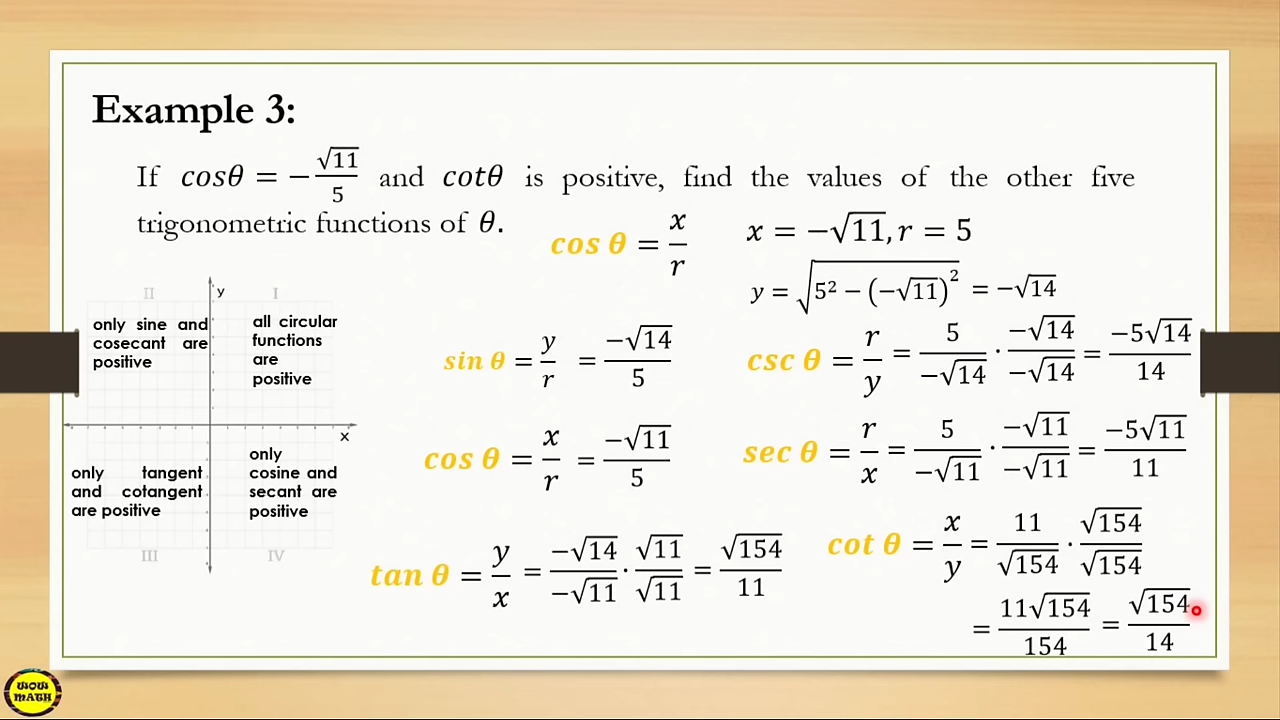 Example 3:
If cosθ = −√11/5 and cotθ is positive, find the values of the other five
trigonometric functions of θ.
cos θ = x/r
x = −√11, r = 5
y = √(5² − (−√11)²) = −√14
II
I
y
only sine and
cosecant are
positive
all circular
functions
are
positive
x
only tangent
and cotangent
are positive
only
cosine and
secant are
positive
III
IV
sin θ = y/r = −√14/5
csc θ = r/y = 5/−√14 · −√14/−√14 = −5√14/14
cos θ = x/r = −√11/5
sec θ = r/x = 5/−√11 · −√11/−√11 = −5√11/11
tan θ = y/x = −√14/−√11 · √11/√11 = √154/11
cot θ = x/y = 11/√154 · √154/√154
= 11√154/154 = √154/14
WOW
MATH